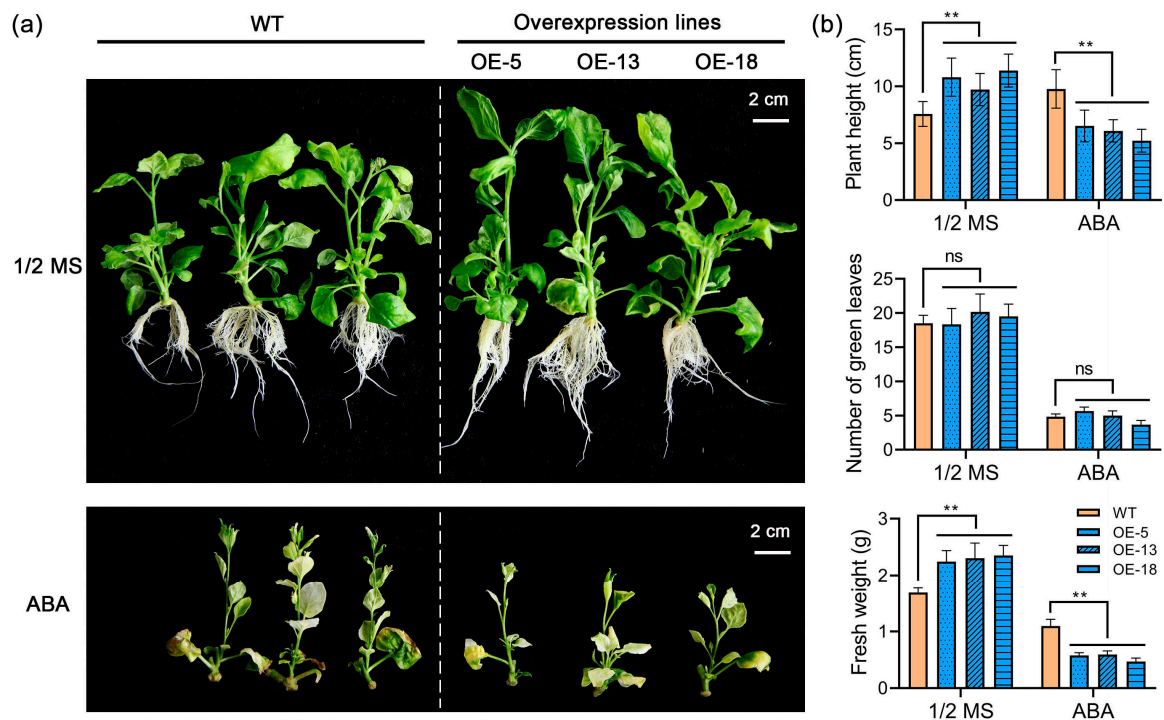 (a)
WT
Overexpression lines
OE-5 OE-13 OE-18
1/2 MS
2 cm
ABA
2 cm
(b)
Plant height (cm)
15
10
5
0
**
**
1/2 MS ABA
Number of green leaves
25
20
15
10
5
0
ns
ns
1/2 MS ABA
Fresh weight (g)
3
2
1
0
**
**
WT
OE-5
OE-13
OE-18
1/2 MS ABA